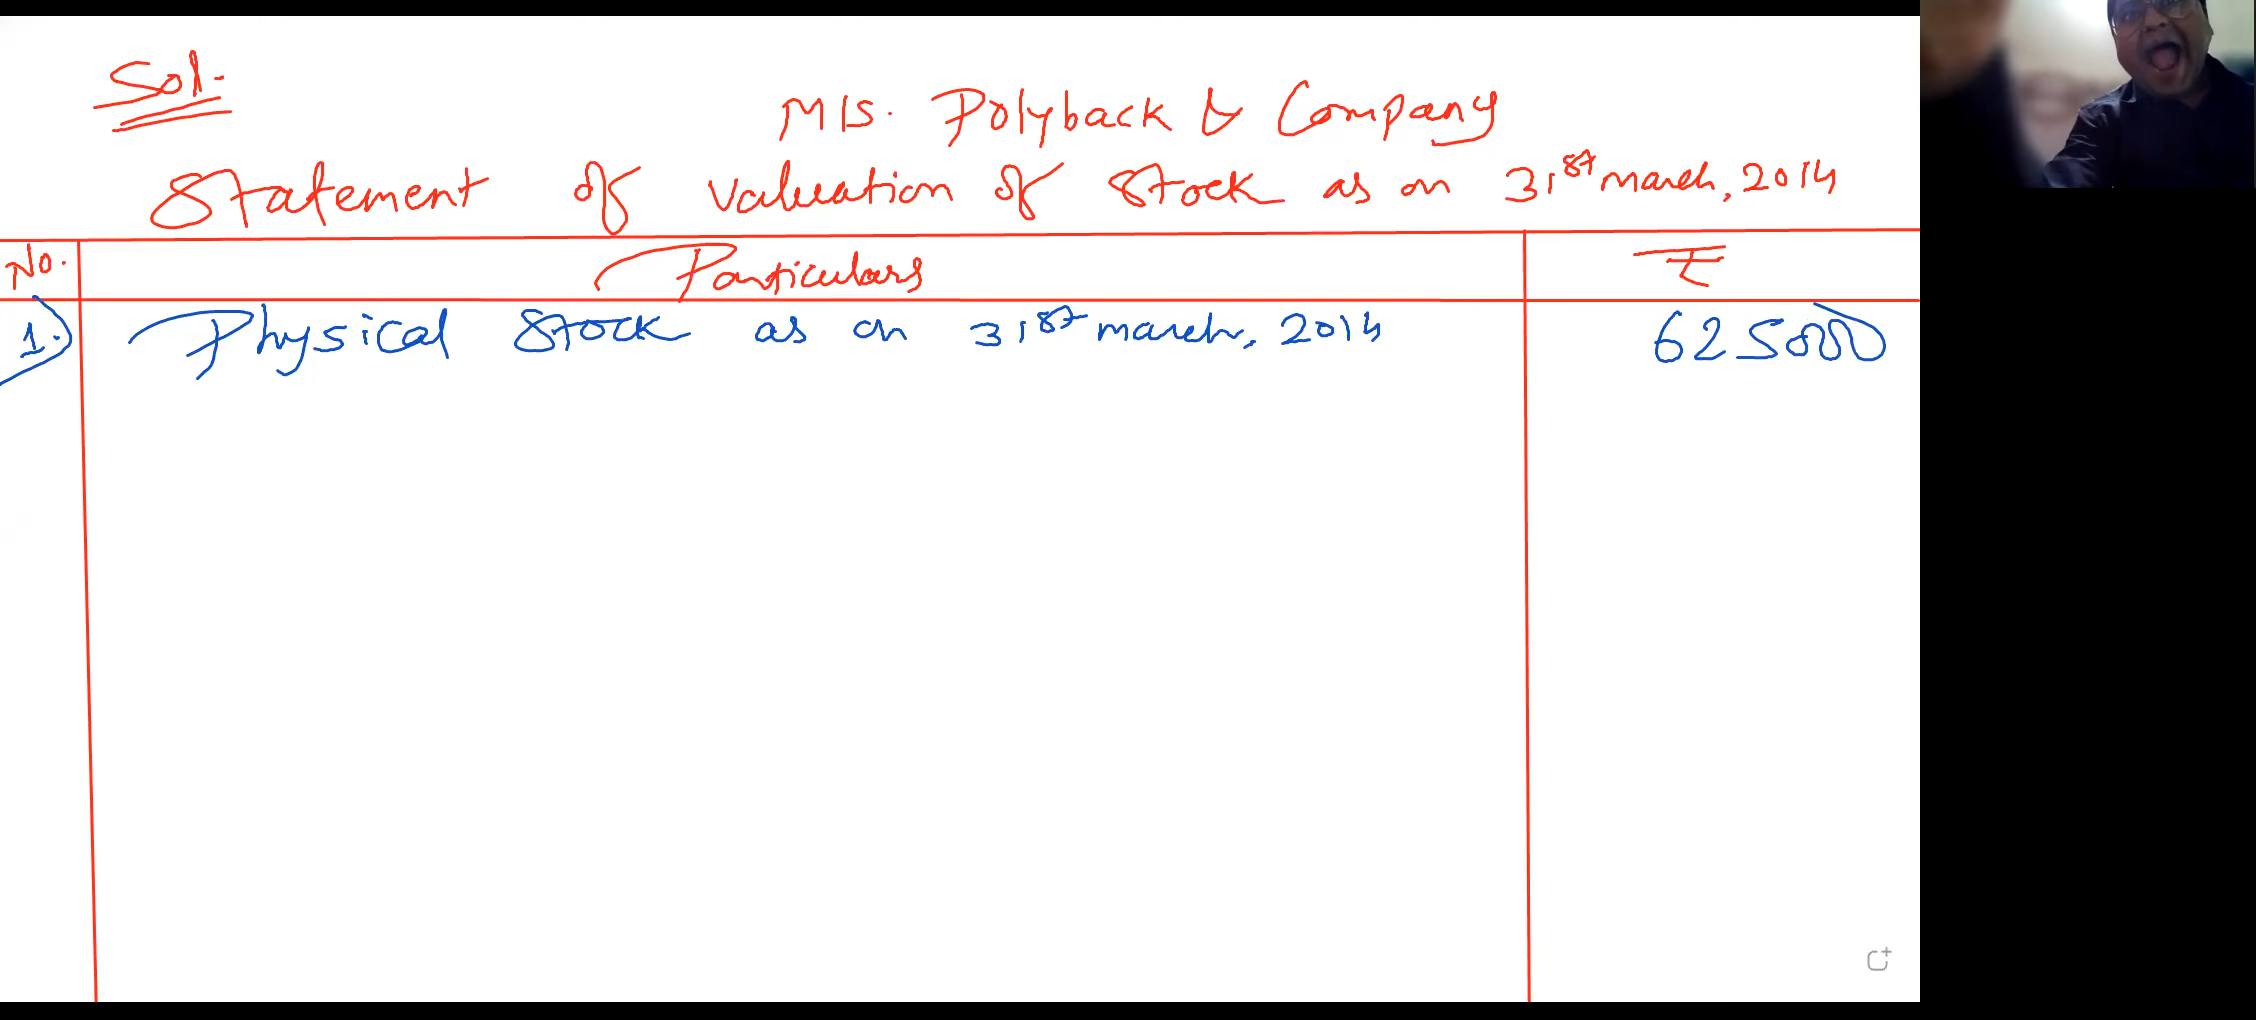 Sol.
M/S. Polyback & Company
Statement of valuation of Stock as on 31st march, 2014
No. Particulars ₹
1.) Physical Stock as on 31st march, 2014 625000